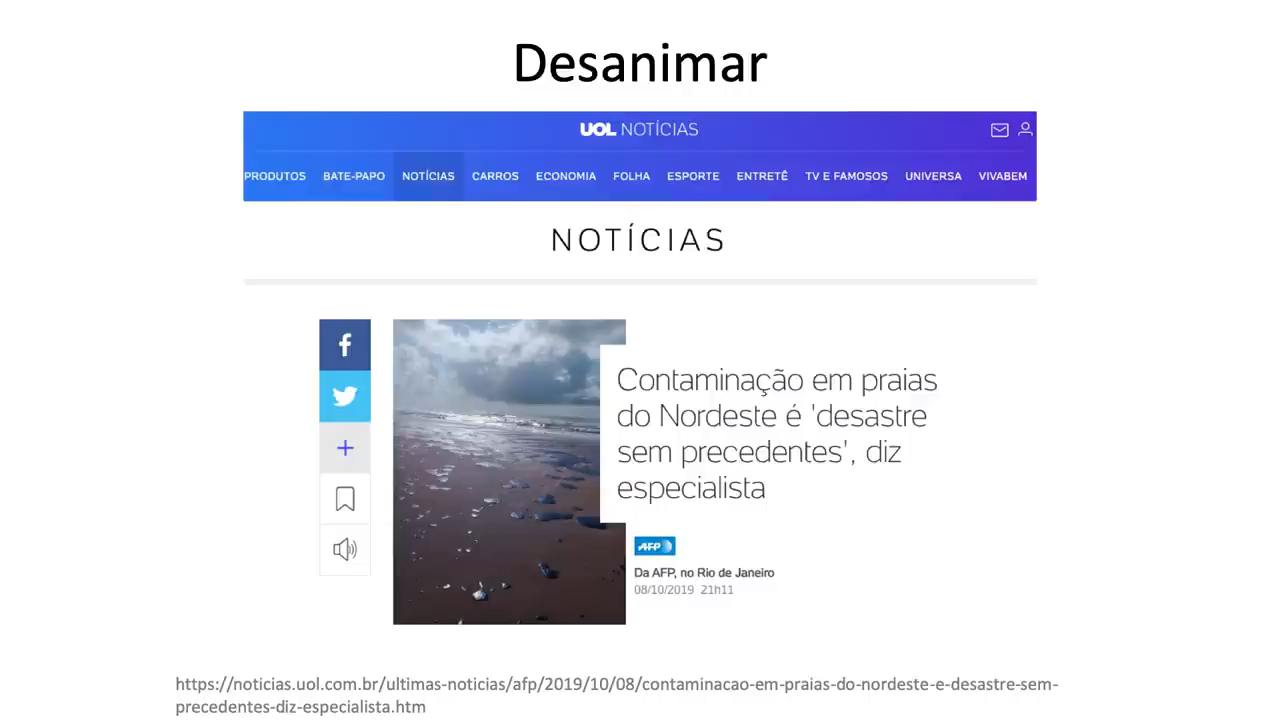 Desanimar
UOL NOTÍCIAS
PRODUTOS BATE-PAPO NOTÍCIAS CARROS ECONOMIA FOLHA ESPORTE ENTRETÊ TV E FAMOSOS UNIVERSA VIVABEM
NOTÍCIAS
Contaminação em praias
do Nordeste é 'desastre
sem precedentes', diz
especialista
AFP
Da AFP, no Rio de Janeiro
08/10/2019 21h11
https://noticias.uol.com.br/ultimas-noticias/afp/2019/10/08/contaminacao-em-praias-do-nordeste-e-desastre-sem-
precedentes-diz-especialista.htm